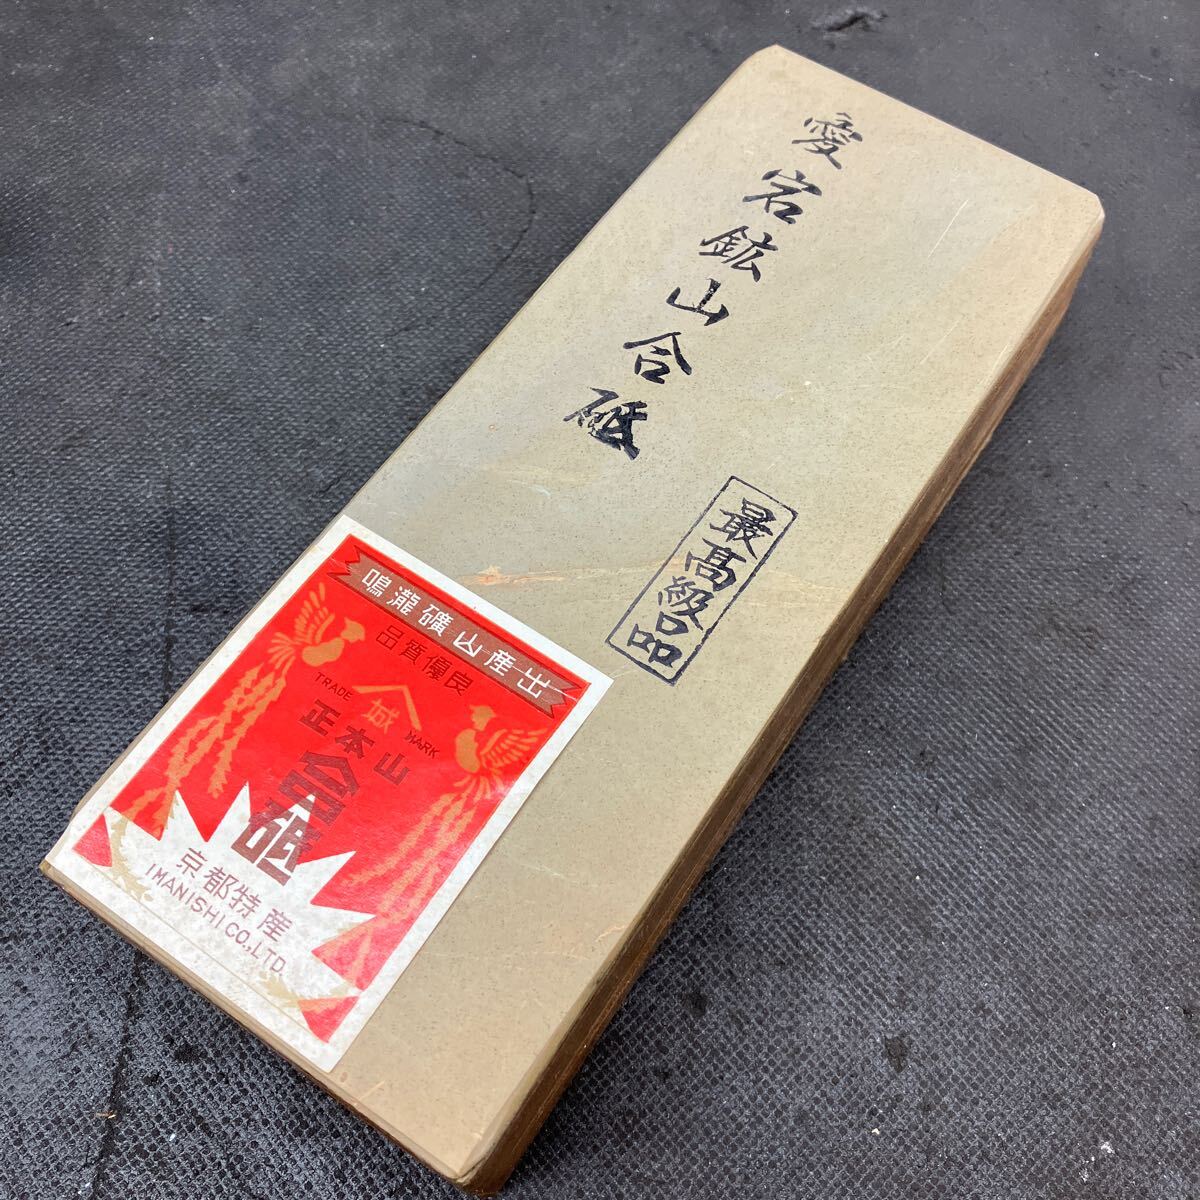 愛宕鉱山合砥
最高級品
鳴瀧礦山産出
品質優良
TRADE
城
MARK
正本山
合砥
京都特産
IMANISHI CO.,LTD.